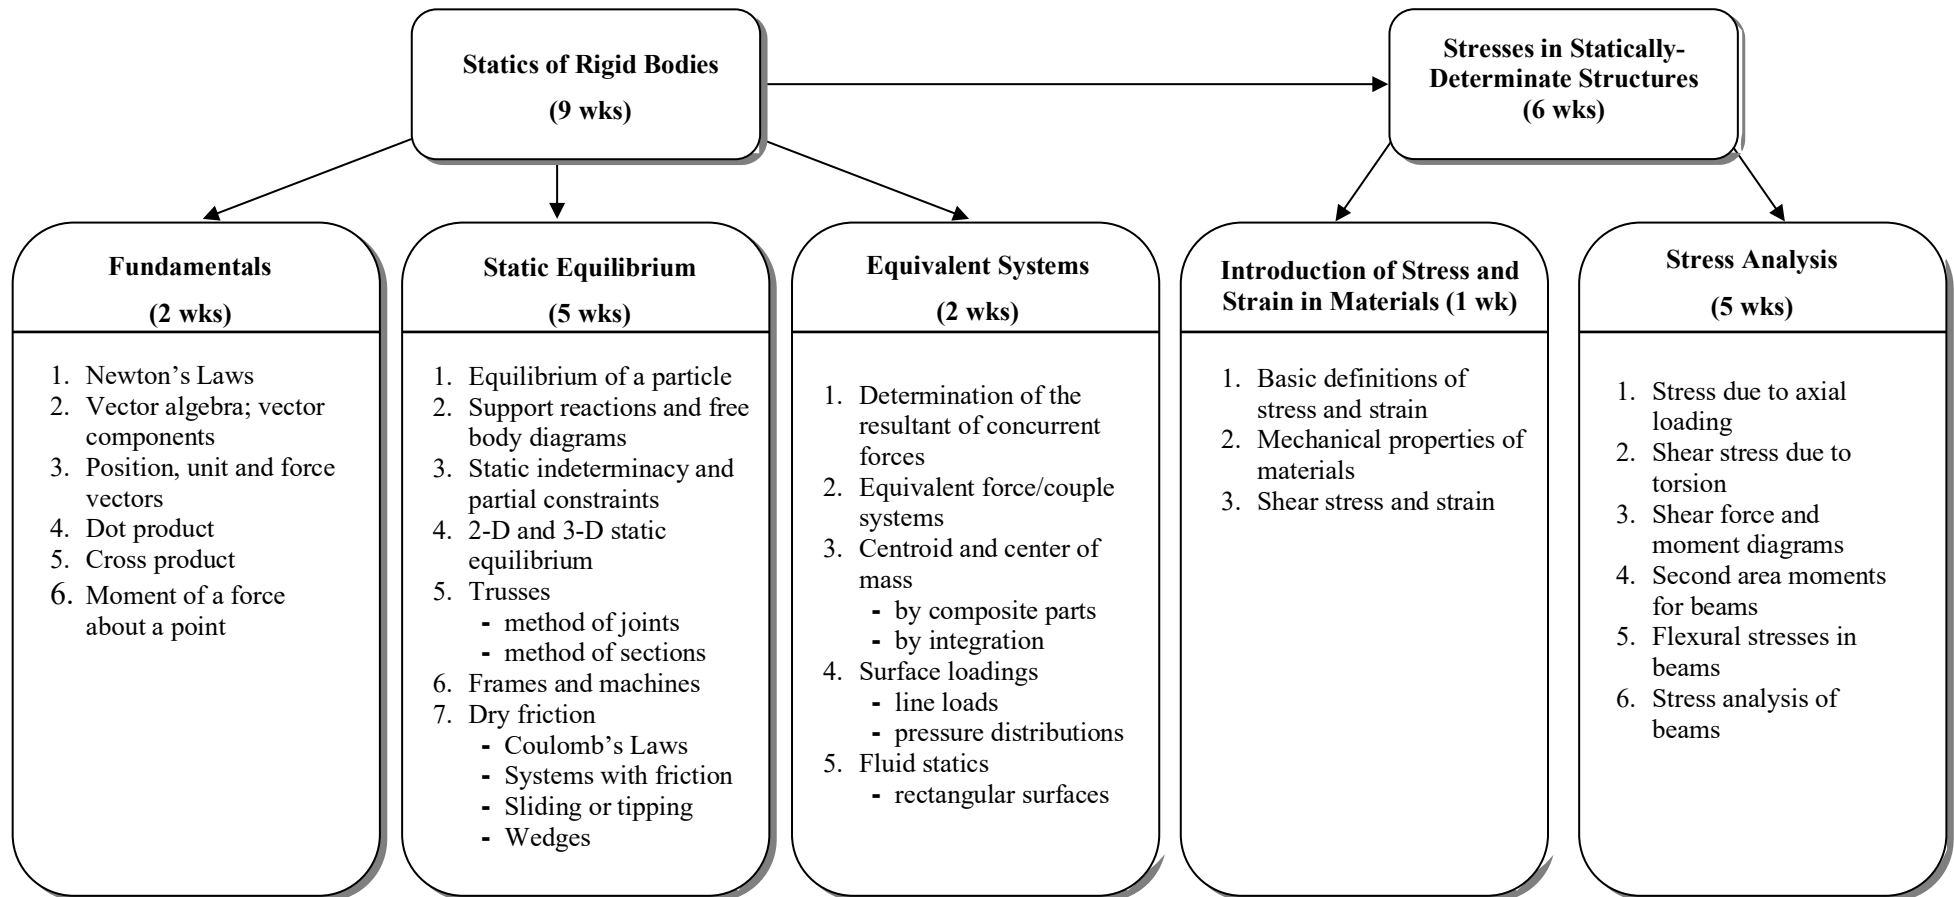 Statics of Rigid Bodies
(9 wks)
Stresses in Statically-
Determinate Structures
(6 wks)
Fundamentals
(2 wks)
1. Newton’s Laws
2. Vector algebra; vector
components
3. Position, unit and force
vectors
4. Dot product
5. Cross product
6. Moment of a force
about a point
Static Equilibrium
(5 wks)
1. Equilibrium of a particle
2. Support reactions and free
body diagrams
3. Static indeterminacy and
partial constraints
4. 2-D and 3-D static
equilibrium
5. Trusses
- method of joints
- method of sections
6. Frames and machines
7. Dry friction
- Coulomb’s Laws
- Systems with friction
- Sliding or tipping
- Wedges
Equivalent Systems
(2 wks)
1. Determination of the
resultant of concurrent
forces
2. Equivalent force/couple
systems
3. Centroid and center of
mass
- by composite parts
- by integration
4. Surface loadings
- line loads
- pressure distributions
5. Fluid statics
- rectangular surfaces
Introduction of Stress and
Strain in Materials (1 wk)
1. Basic definitions of
stress and strain
2. Mechanical properties of
materials
3. Shear stress and strain
Stress Analysis
(5 wks)
1. Stress due to axial
loading
2. Shear stress due to
torsion
3. Shear force and
moment diagrams
4. Second area moments
for beams
5. Flexural stresses in
beams
6. Stress analysis of
beams